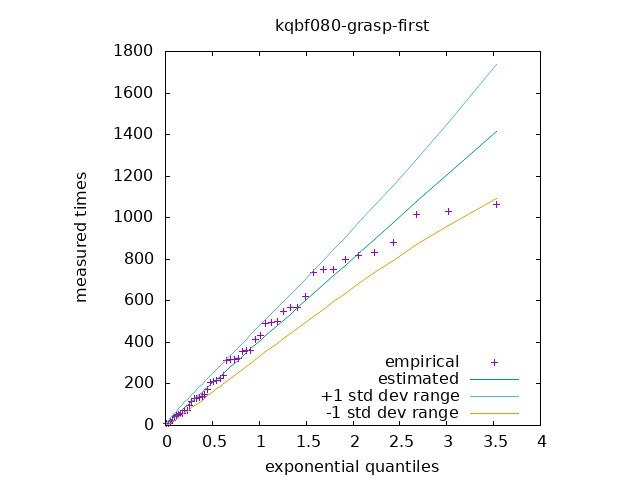 kqbf080-grasp-first
1800
1600
1400
1200
1000
800
600
400
200
0
measured times
empirical
estimated
+1 std dev range
-1 std dev range
0 0.5 1 1.5 2 2.5 3 3.5 4
exponential quantiles